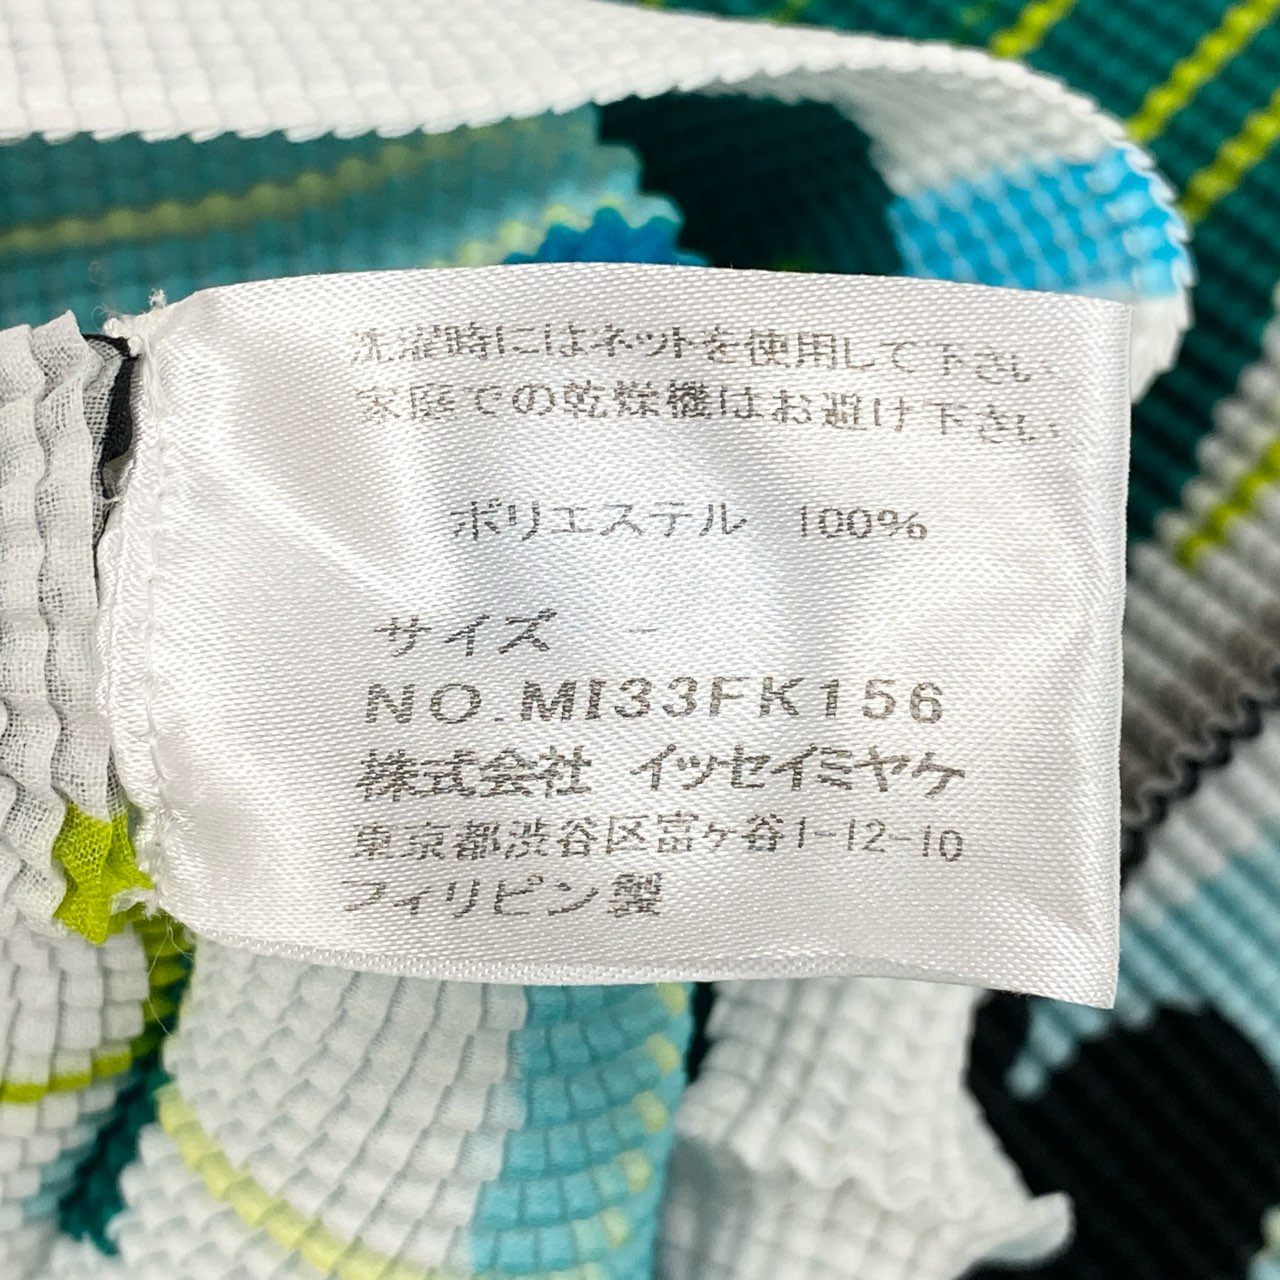 洗濯時にはネットを使用して下さい
家庭での乾燥機はお避け下さい
ポリエステル 100%
サイズ -
NO.MI33FK156
株式会社 イッセイミヤケ
東京都渋谷区富ヶ谷1-12-10
フィリピン製